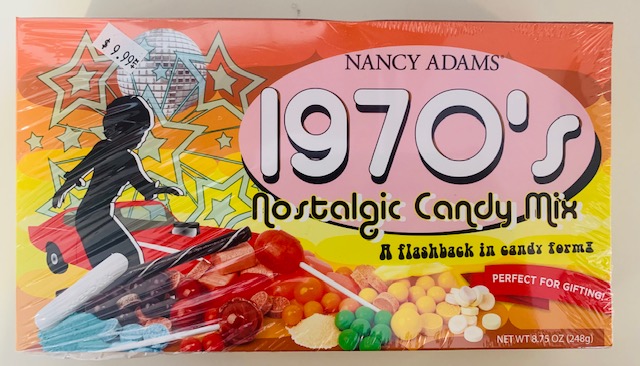 $ 9.99
NANCY ADAMS'
1970's
Nostalgic Candy Mix
A flashback in candy form!
PERFECT FOR GIFTING!
NET WT 8.75 OZ (248g)